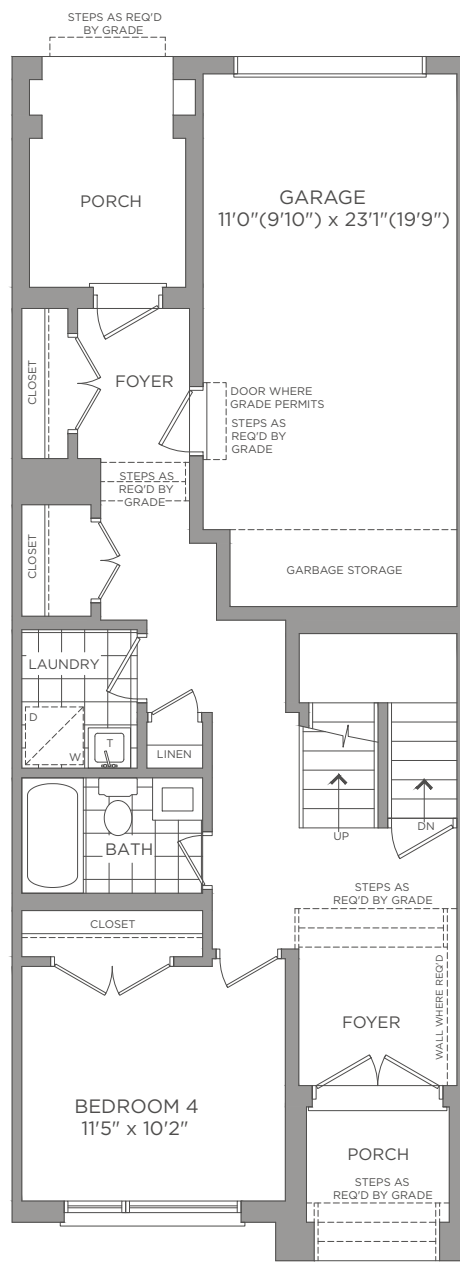 STEPS AS REQ'D
BY GRADE
PORCH
GARAGE
11'0"(9'10") x 23'1"(19'9")
CLOSET
FOYER
DOOR WHERE
GRADE PERMITS
STEPS AS
REQ'D BY
GRADE
STEPS AS
REQ'D BY
GRADE
CLOSET
GARBAGE STORAGE
LAUNDRY
D
W
T
LINEN
UP
DN
BATH
STEPS AS
REQ'D BY GRADE
CLOSET
WALL WHERE REQ'D
FOYER
BEDROOM 4
11'5" x 10'2"
PORCH
STEPS AS
REQ'D BY GRADE